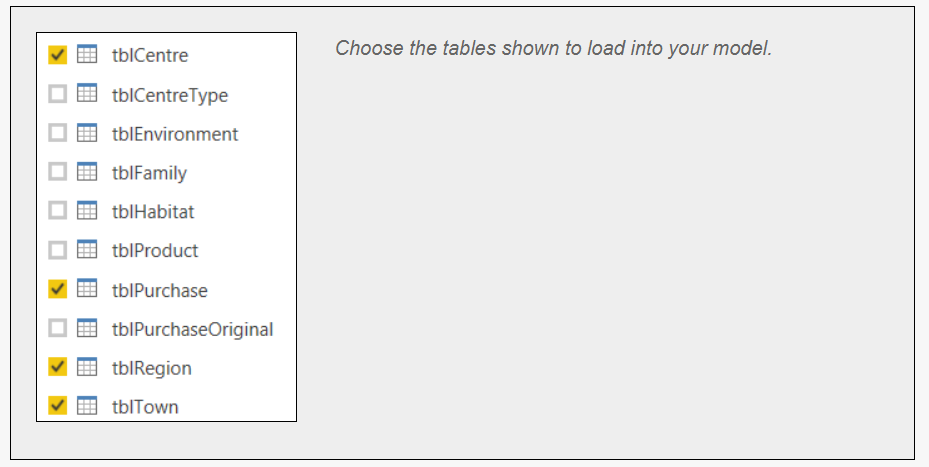 tblCentre
Choose the tables shown to load into your model.
tblCentreType
tblEnvironment
tblFamily
tblHabitat
tblProduct
tblPurchase
tblPurchaseOriginal
tblRegion
tblTown